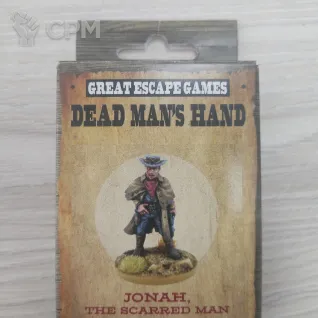 CPM
GREAT ESCAPE GAMES
DEAD MAN'S HAND
JONAH,
THE SCARRED MAN